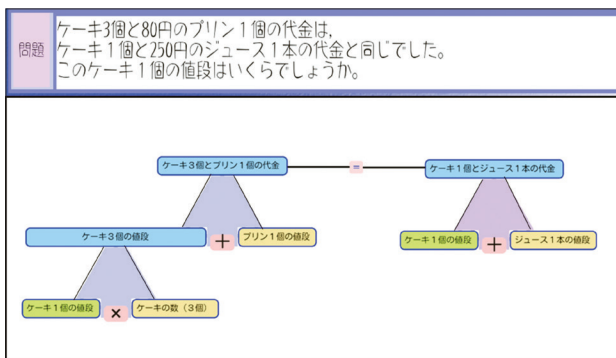 問題
ケーキ3個と80円のプリン1個の代金は,
ケーキ1個と250円のジュース1本の代金と同じでした。
このケーキ1個の値段はいくらでしょうか。
ケーキ3個とプリン1個の代金
=
ケーキ1個とジュース1本の代金
ケーキ3個の値段
+
プリン1個の値段
ケーキ1個の値段
+
ジュース1本の値段
ケーキ1個の値段
×
ケーキの数(3個)